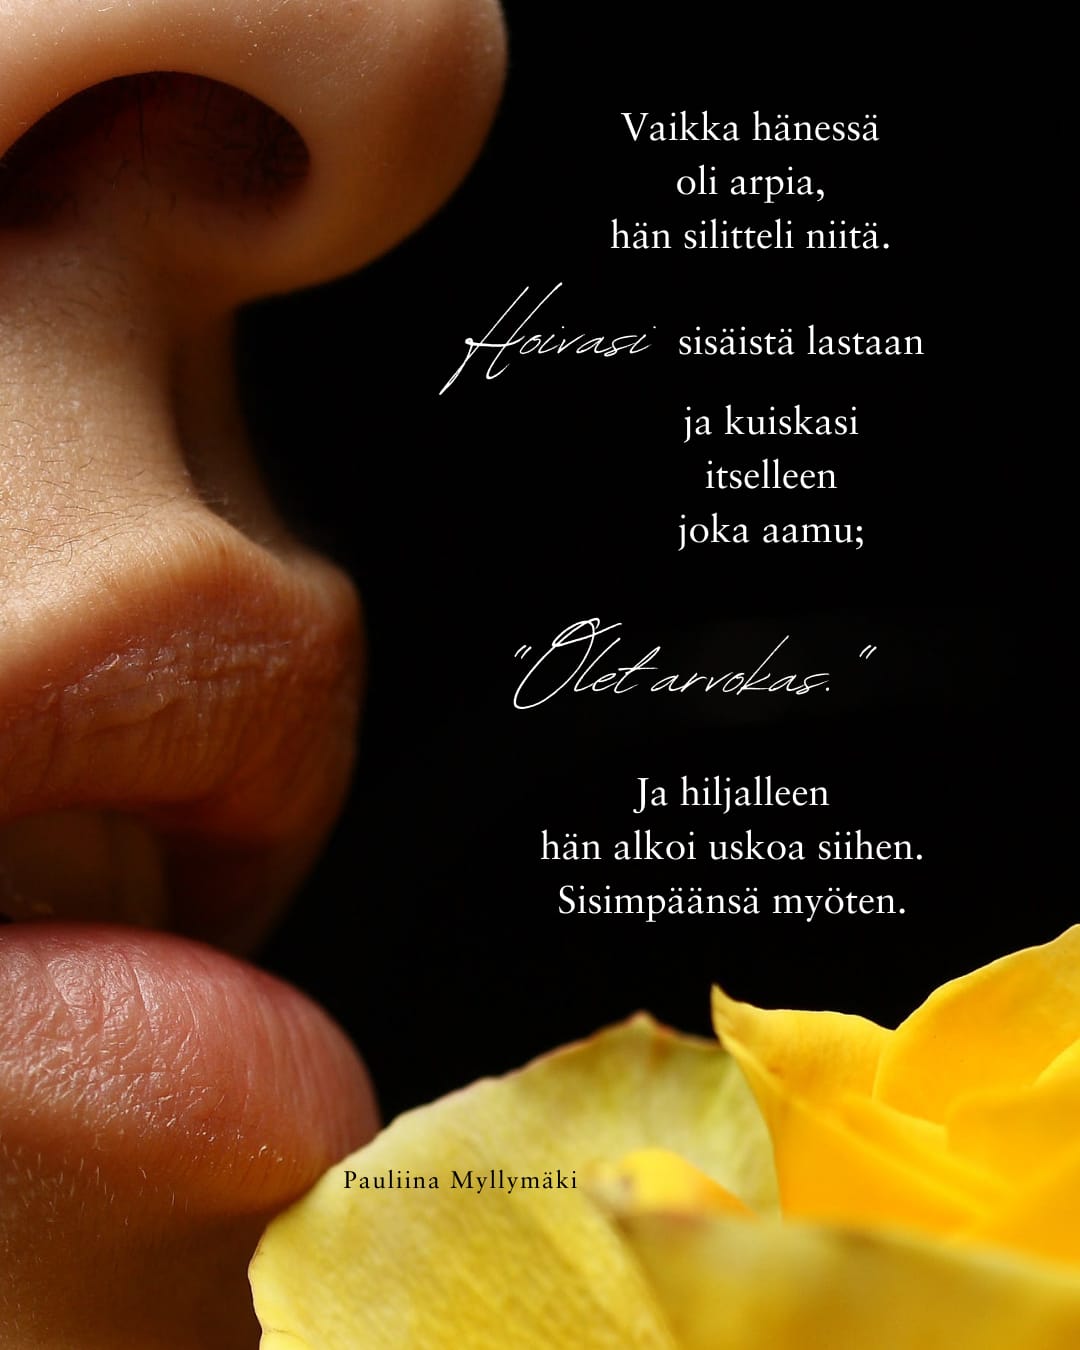 Vaikka hänessä
oli arpia,
hän silitteli niitä.
Hoivasi sisäistä lastaan
ja kuiskasi
itselleen
joka aamu;
"Olet arvokas."
Ja hiljalleen
hän alkoi uskoa siihen.
Sisimpäänsä myöten.
Pauliina Myllymäki